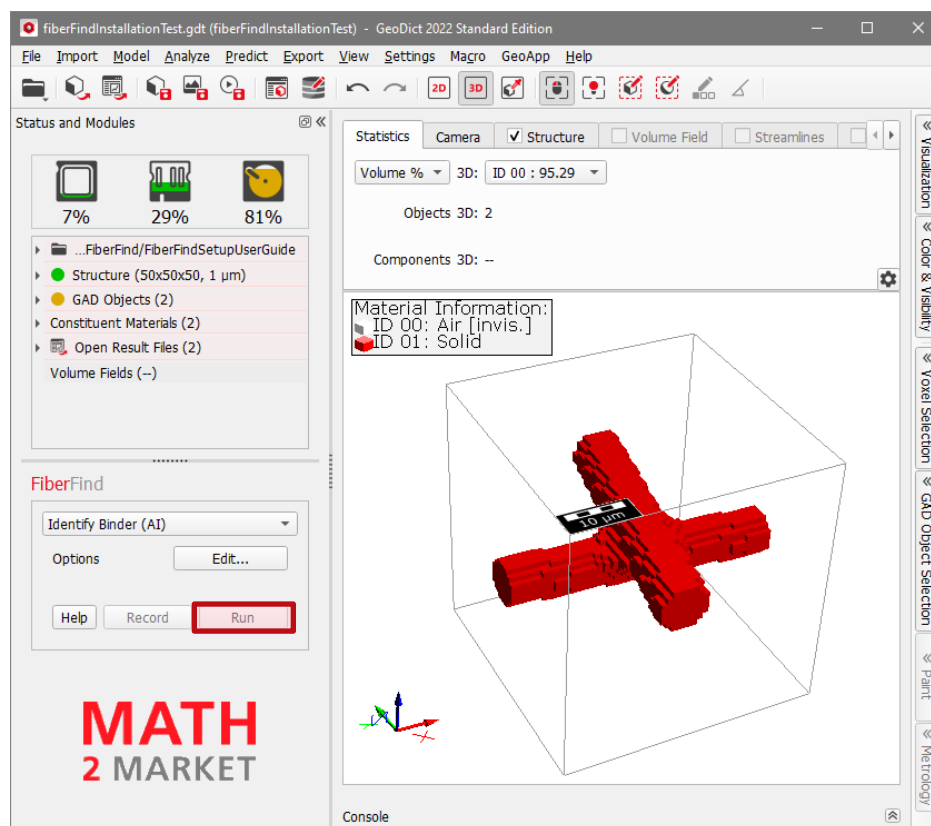 fiberFindInstallationTest.gdt (fiberFindInstallationTest) - GeoDict 2022 Standard Edition
File Import Model Analyze Predict Export View Settings Macro GeoApp Help
2D 3D
Status and Modules
7% 29% 81%
...FiberFind/FiberFindSetupUserGuide
Structure (50x50x50, 1 µm)
GAD Objects (2)
Constituent Materials (2)
Open Result Files (2)
Volume Fields (--)
FiberFind
Identify Binder (AI)
Options Edit...
Help Record Run
MATH
2 MARKET
Statistics Camera Structure Volume Field Streamlines
Volume % 3D: ID 00 : 95.29
Objects 3D: 2
Components 3D: --
Material Information:
ID 00: Air [invis.]
ID 01: Solid
10 µm
Console
Visualization
Color & Visibility
Voxel Selection
GAD Object Selection
Paint
Metrology